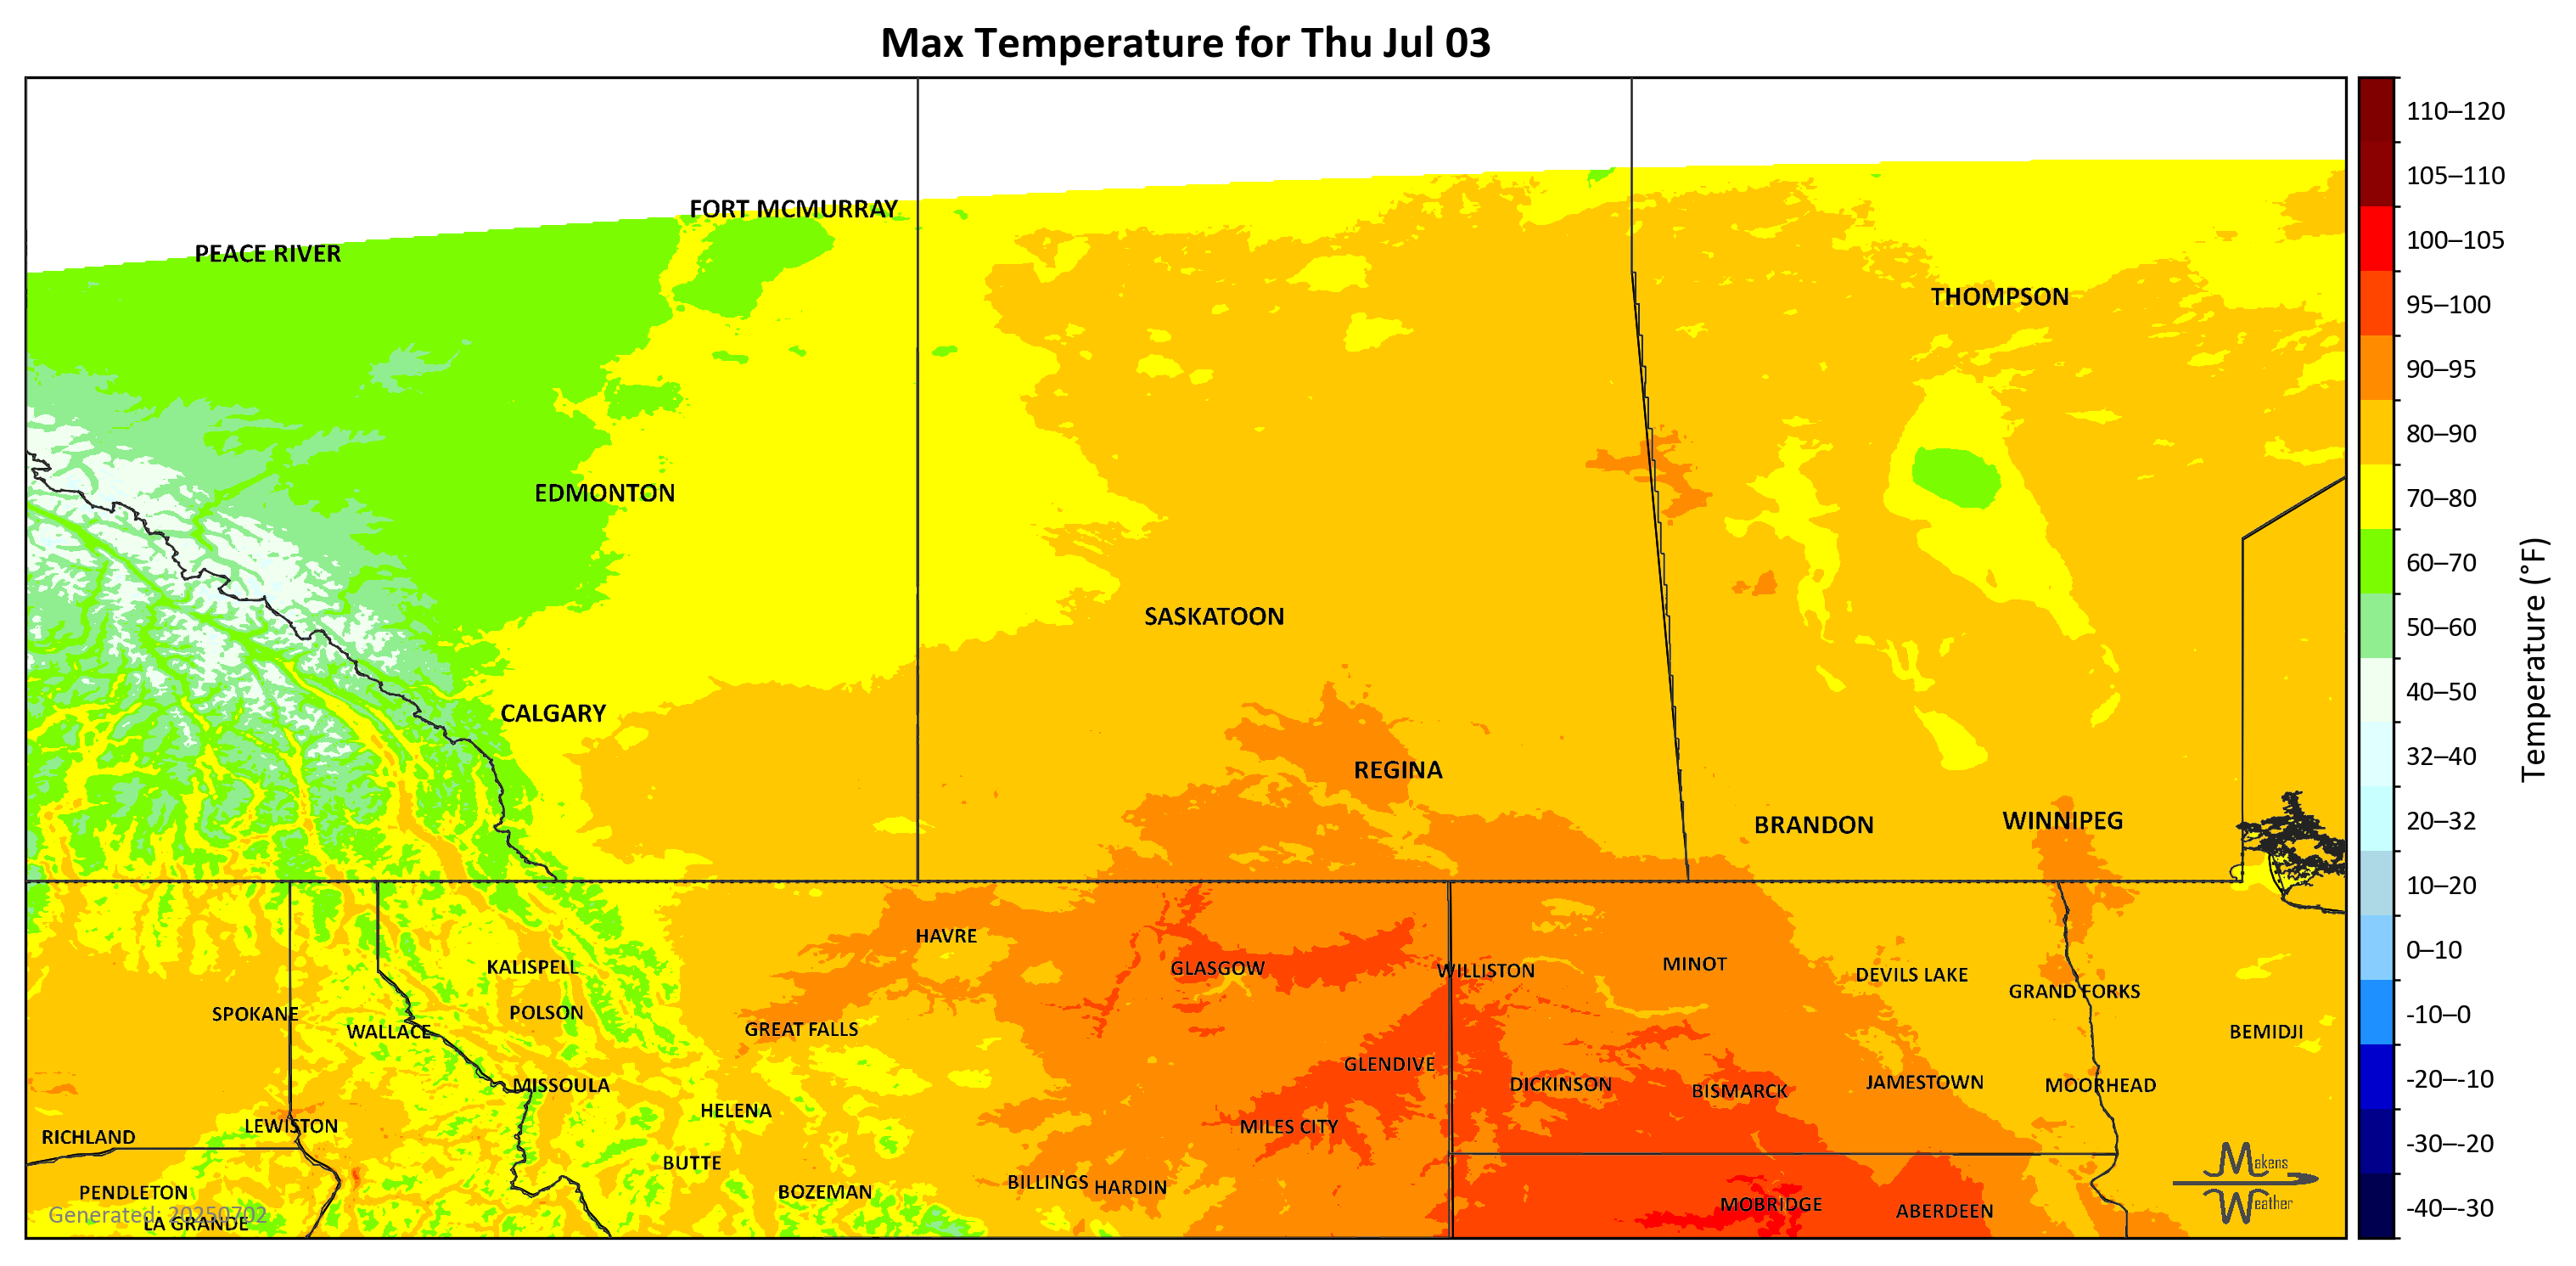 Max Temperature for Thu Jul 03
FORT MCMURRAY
PEACE RIVER
THOMPSON
EDMONTON
SASKATOON
CALGARY
REGINA
BRANDON
WINNIPEG
HAVRE
KALISPELL
GLASGOW
WILLISTON
MINOT
DEVILS LAKE
GRAND FORKS
SPOKANE
POLSON
WALLACE
GREAT FALLS
BEMIDJI
GLENDIVE
MISSOULA
DICKINSON
BISMARCK
JAMESTOWN
MOORHEAD
HELENA
LEWISTON
MILES CITY
RICHLAND
BUTTE
BILLINGS
HARDIN
PENDLETON
BOZEMAN
MOBRIDGE
ABERDEEN
Generated: 20250702
LA GRANDE
Makens
Weather
110–120
105–110
100–105
95–100
90–95
80–90
70–80
60–70
50–60
40–50
32–40
20–32
10–20
0–10
-10–0
-20–-10
-30–-20
-40–-30
Temperature (°F)